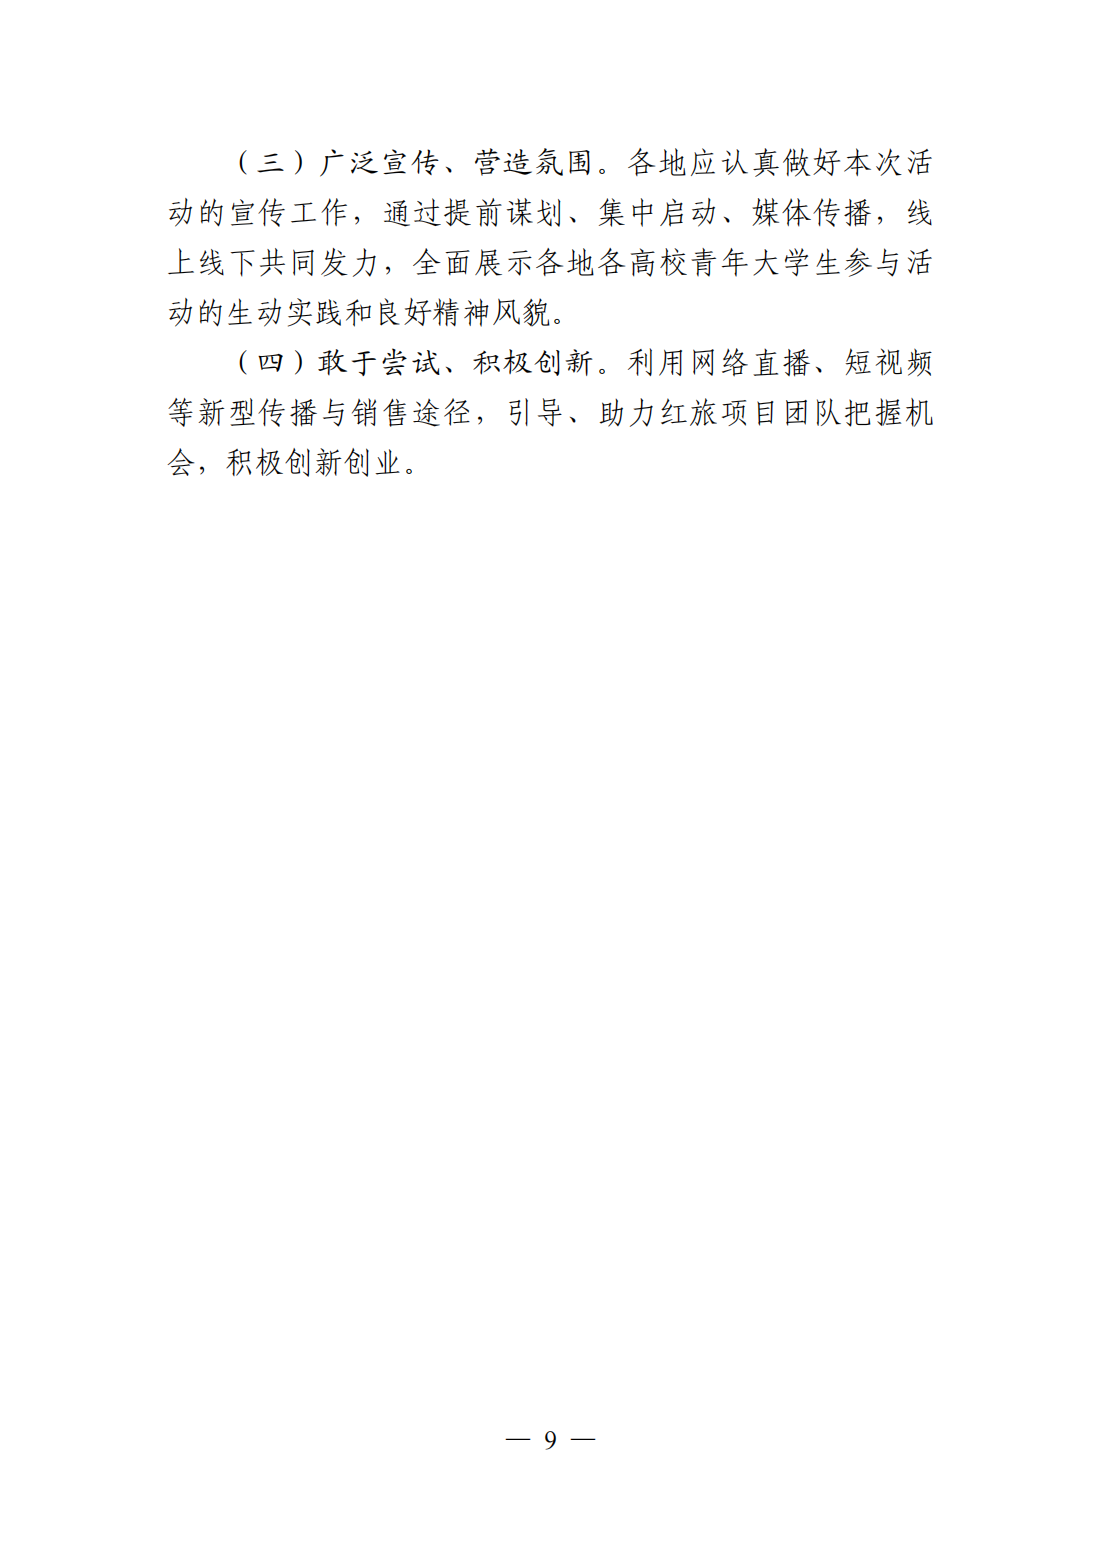 （三）广泛宣传、营造氛围。各地应认真做好本次活
动的宣传工作，通过提前谋划、集中启动、媒体传播，线
上线下共同发力，全面展示各地各高校青年大学生参与活
动的生动实践和良好精神风貌。
（四）敢于尝试、积极创新。利用网络直播、短视频
等新型传播与销售途径，引导、助力红旅项目团队把握机
会，积极创新创业。
— 9 —